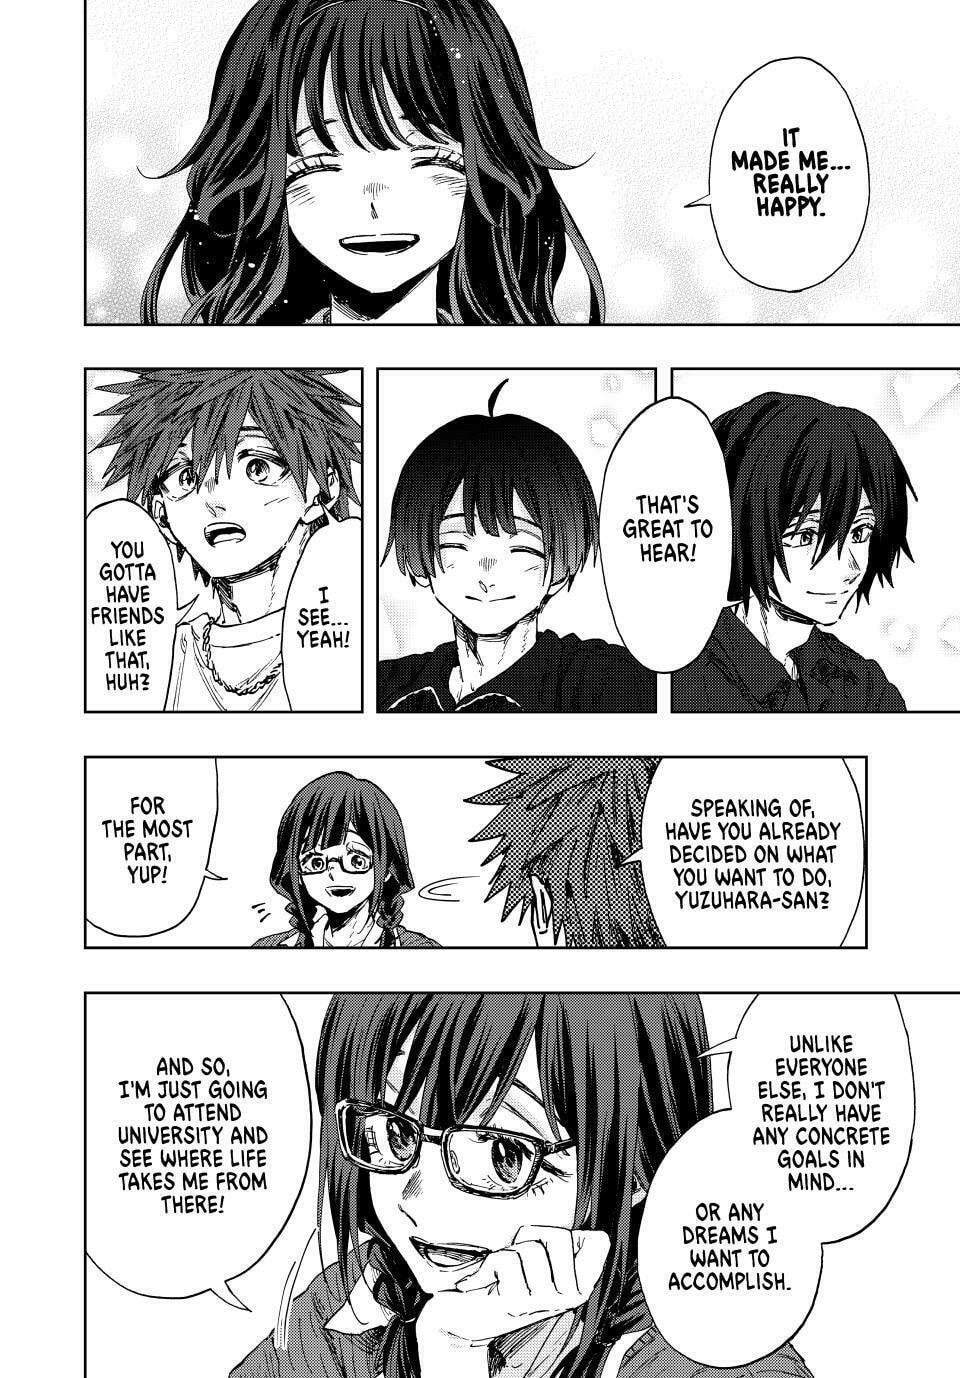 IT
MADE ME...
REALLY
HAPPY.
THAT'S
GREAT TO
HEAR!
I
SEE...
YEAH!
YOU
GOTTA
HAVE
FRIENDS
LIKE
THAT,
HUH?
SPEAKING OF,
HAVE YOU ALREADY
DECIDED ON WHAT
YOU WANT TO DO,
YUZUHARA-SAN?
FOR
THE MOST
PART,
YUP!
UNLIKE
EVERYONE
ELSE, I DON'T
REALLY HAVE
ANY CONCRETE
GOALS IN
MIND...
OR ANY
DREAMS I
WANT TO
ACCOMPLISH.
AND SO,
I'M JUST GOING
TO ATTEND
UNIVERSITY AND
SEE WHERE LIFE
TAKES ME FROM
THERE!